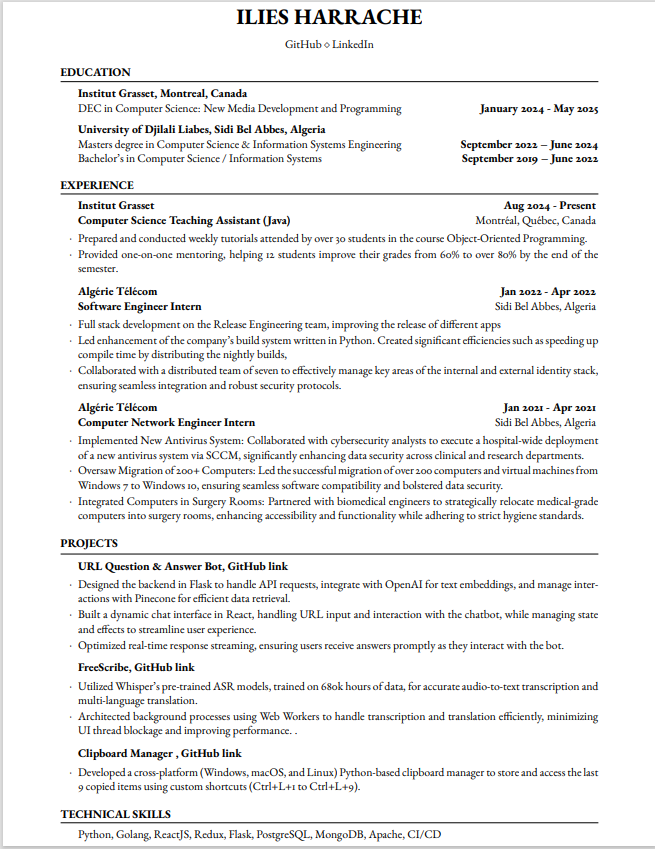 ILIES HARRACHE
GitHub ⋄ LinkedIn
EDUCATION
Institut Grasset, Montreal, Canada
DEC in Computer Science: New Media Development and Programming January 2024 - May 2025
University of Djilali Liabes, Sidi Bel Abbes, Algeria
Masters degree in Computer Science & Information Systems Engineering September 2022 – June 2024
Bachelor's in Computer Science / Information Systems September 2019 – June 2022
EXPERIENCE
Institut Grasset Aug 2024 - Present
Computer Science Teaching Assistant (Java) Montréal, Québec, Canada
· Prepared and conducted weekly tutorials attended by over 30 students in the course Object-Oriented Programming.
· Provided one-on-one mentoring, helping 12 students improve their grades from 60% to over 80% by the end of the
semester.
Algérie Télécom Jan 2022 - Apr 2022
Software Engineer Intern Sidi Bel Abbes, Algeria
· Full stack development on the Release Engineering team, improving the release of different apps
· Led enhancement of the company's build system written in Python. Created significant efficiencies such as speeding up
compile time by distributing the nightly builds,
· Collaborated with a distributed team of seven to effectively manage key areas of the internal and external identity stack,
ensuring seamless integration and robust security protocols.
Algérie Télécom Jan 2021 - Apr 2021
Computer Network Engineer Intern Sidi Bel Abbes, Algeria
· Implemented New Antivirus System: Collaborated with cybersecurity analysts to execute a hospital-wide deployment
of a new antivirus system via SCCM, significantly enhancing data security across clinical and research departments.
· Oversaw Migration of 200+ Computers: Led the successful migration of over 200 computers and virtual machines from
Windows 7 to Windows 10, ensuring seamless software compatibility and bolstered data security.
· Integrated Computers in Surgery Rooms: Partnered with biomedical engineers to strategically relocate medical-grade
computers into surgery rooms, enhancing accessibility and functionality while adhering to strict hygiene standards.
PROJECTS
URL Question & Answer Bot, GitHub link
· Designed the backend in Flask to handle API requests, integrate with OpenAI for text embeddings, and manage inter-
actions with Pinecone for efficient data retrieval.
· Built a dynamic chat interface in React, handling URL input and interaction with the chatbot, while managing state
and effects to streamline user experience.
· Optimized real-time response streaming, ensuring users receive answers promptly as they interact with the bot.
FreeScribe, GitHub link
· Utilized Whisper's pre-trained ASR models, trained on 680k hours of data, for accurate audio-to-text transcription and
multi-language translation.
· Architected background processes using Web Workers to handle transcription and translation efficiently, minimizing
UI thread blockage and improving performance. .
Clipboard Manager , GitHub link
· Developed a cross-platform (Windows, macOS, and Linux) Python-based clipboard manager to store and access the last
9 copied items using custom shortcuts (Ctrl+L+1 to Ctrl+L+9).
TECHNICAL SKILLS
Python, Golang, ReactJS, Redux, Flask, PostgreSQL, MongoDB, Apache, CI/CD